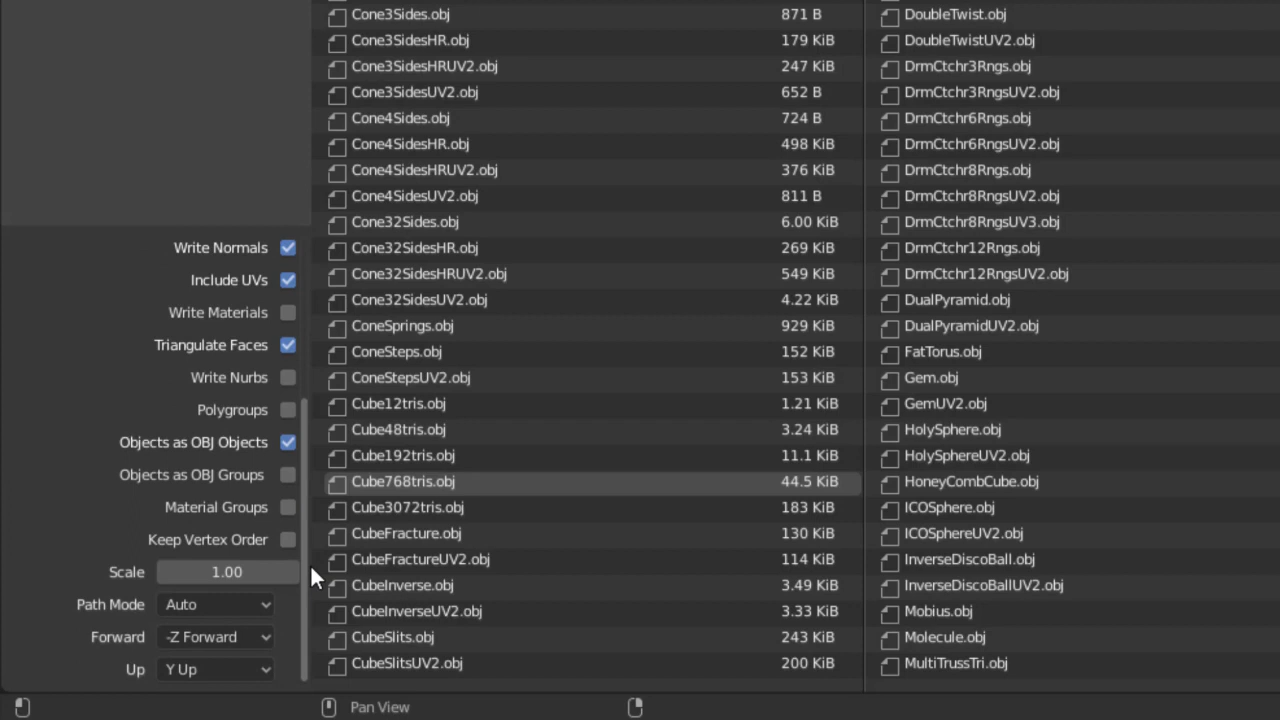 Write Normals
Include UVs
Write Materials
Triangulate Faces
Write Nurbs
Polygroups
Objects as OBJ Objects
Objects as OBJ Groups
Material Groups
Keep Vertex Order
Scale 1.00
Path Mode Auto
Forward -Z Forward
Up Y Up
Cone3Sides.obj 871 B
Cone3SidesHR.obj 179 KiB
Cone3SidesHRUV2.obj 247 KiB
Cone3SidesUV2.obj 652 B
Cone4Sides.obj 724 B
Cone4SidesHR.obj 498 KiB
Cone4SidesHRUV2.obj 376 KiB
Cone4SidesUV2.obj 811 B
Cone32Sides.obj 6.00 KiB
Cone32SidesHR.obj 269 KiB
Cone32SidesHRUV2.obj 549 KiB
Cone32SidesUV2.obj 4.22 KiB
ConeSprings.obj 929 KiB
ConeSteps.obj 152 KiB
ConeStepsUV2.obj 153 KiB
Cube12tris.obj 1.21 KiB
Cube48tris.obj 3.24 KiB
Cube192tris.obj 11.1 KiB
Cube768tris.obj 44.5 KiB
Cube3072tris.obj 183 KiB
CubeFracture.obj 130 KiB
CubeFractureUV2.obj 114 KiB
CubeInverse.obj 3.49 KiB
CubeInverseUV2.obj 3.33 KiB
CubeSlits.obj 243 KiB
CubeSlitsUV2.obj 200 KiB
DoubleTwist.obj
DoubleTwistUV2.obj
DrmCtchr3Rngs.obj
DrmCtchr3RngsUV2.obj
DrmCtchr6Rngs.obj
DrmCtchr6RngsUV2.obj
DrmCtchr8Rngs.obj
DrmCtchr8RngsUV2.obj
DrmCtchr8RngsUV3.obj
DrmCtchr12Rngs.obj
DrmCtchr12RngsUV2.obj
DualPyramid.obj
DualPyramidUV2.obj
FatTorus.obj
Gem.obj
GemUV2.obj
HolySphere.obj
HolySphereUV2.obj
HoneyCombCube.obj
ICOSphere.obj
ICOSphereUV2.obj
InverseDiscoBall.obj
InverseDiscoBallUV2.obj
Mobius.obj
Molecule.obj
MultiTrussTri.obj
Pan View